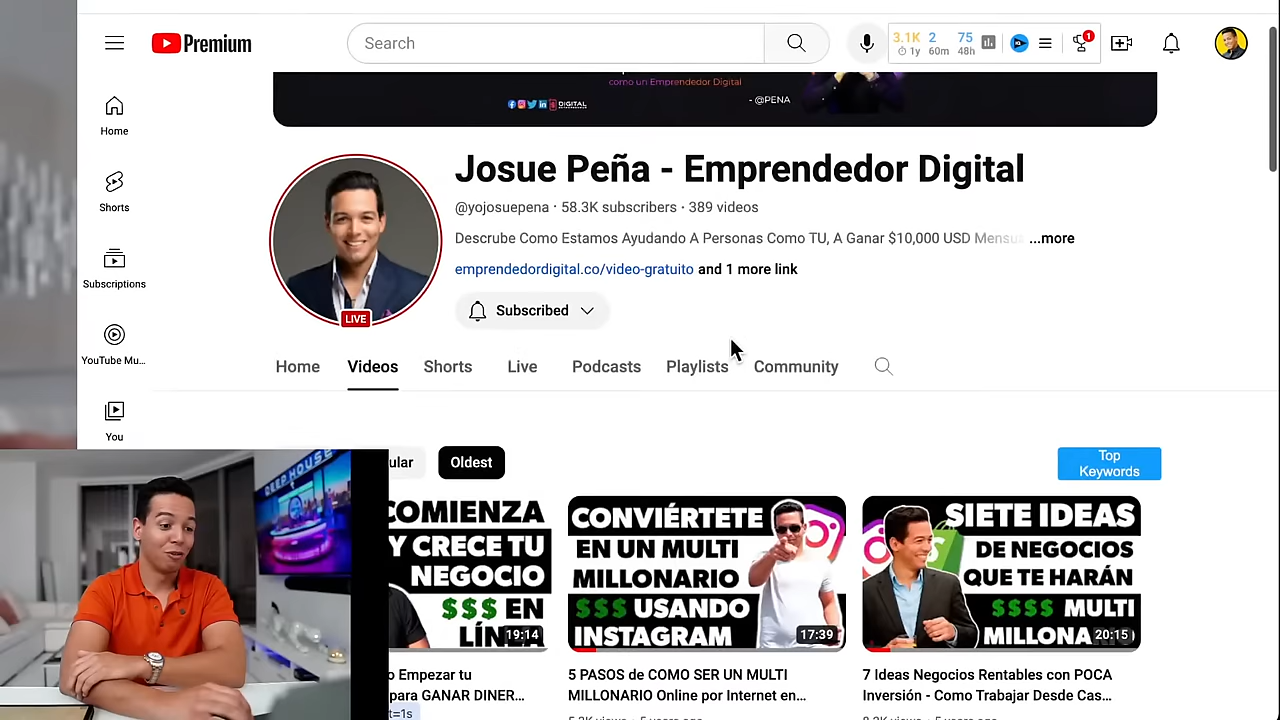 Premium
Search
3.1K 2 75
1y 60m 48h
1
como un Emprendedor Digital
DIGITAL
- @PENA
Home
Shorts
Subscriptions
YouTube Mu...
You
LIVE
Josue Peña - Emprendedor Digital
@yojosuepena · 58.3K subscribers · 389 videos
Descrube Como Estamos Ayudando A Personas Como TU, A Ganar $10,000 USD Mensua ...more
emprendedordigital.co/video-gratuito and 1 more link
Subscribed
Home Videos Shorts Live Podcasts Playlists Community
ular Oldest
Top
Keywords
DEEP HOUSE
COMIENZA
Y CRECE TU
NEGOCIO
$$$ EN
LÍNEA
19:14
CONVIÉRTETE
EN UN MULTI
MILLONARIO
$$$ USANDO
INSTAGRAM
17:39
SIETE IDEAS
DE NEGOCIOS
QUE TE HARÁN
$$$$ MULTI
MILLONA
20:15
o Empezar tu
para GANAR DINER...
t=1s
5 PASOS de COMO SER UN MULTI
MILLONARIO Online por Internet en...
7 Ideas Negocios Rentables con POCA
Inversión - Como Trabajar Desde Cas...